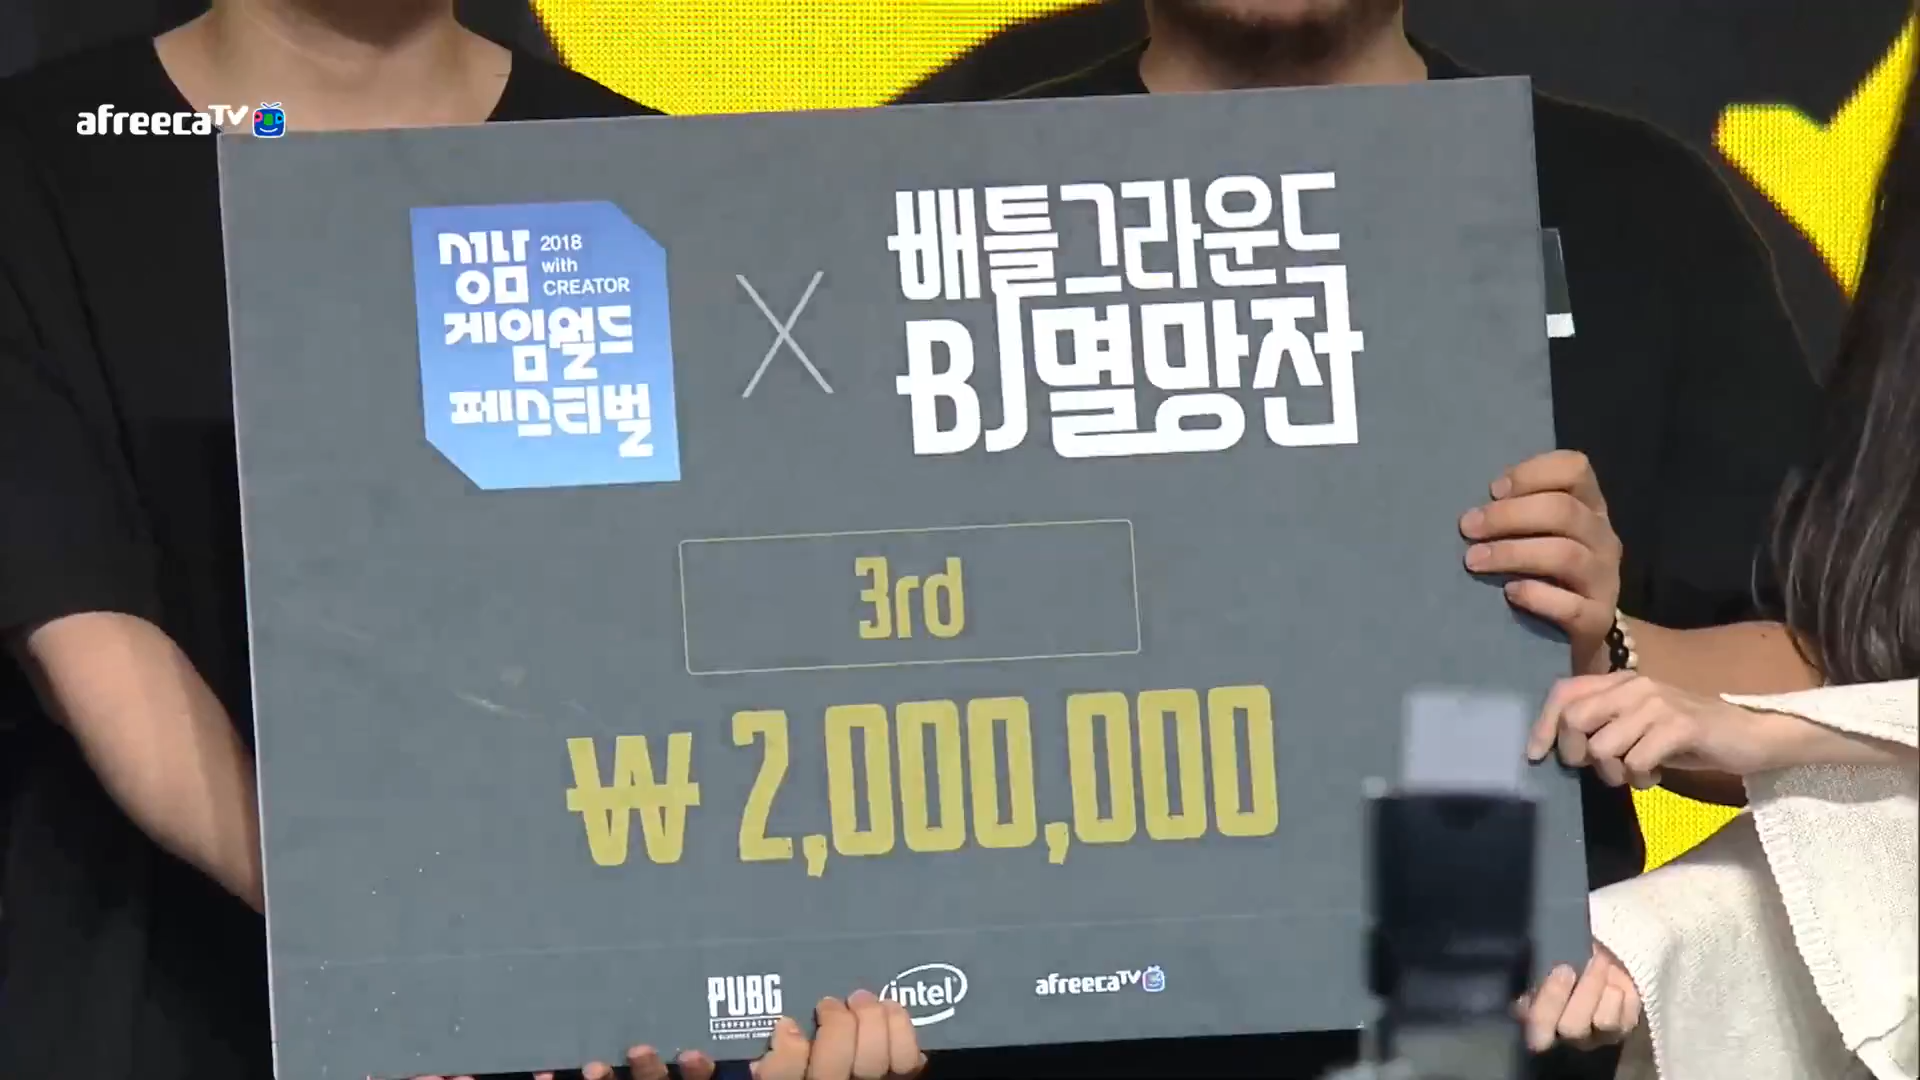 afreecaTV
성남
게임월드
페스티벌
2018
with
CREATOR
X
배틀그라운드
BJ멸망전
3rd
₩ 2,000,000
PUBG
CORPORATION
intel
afreecaTV